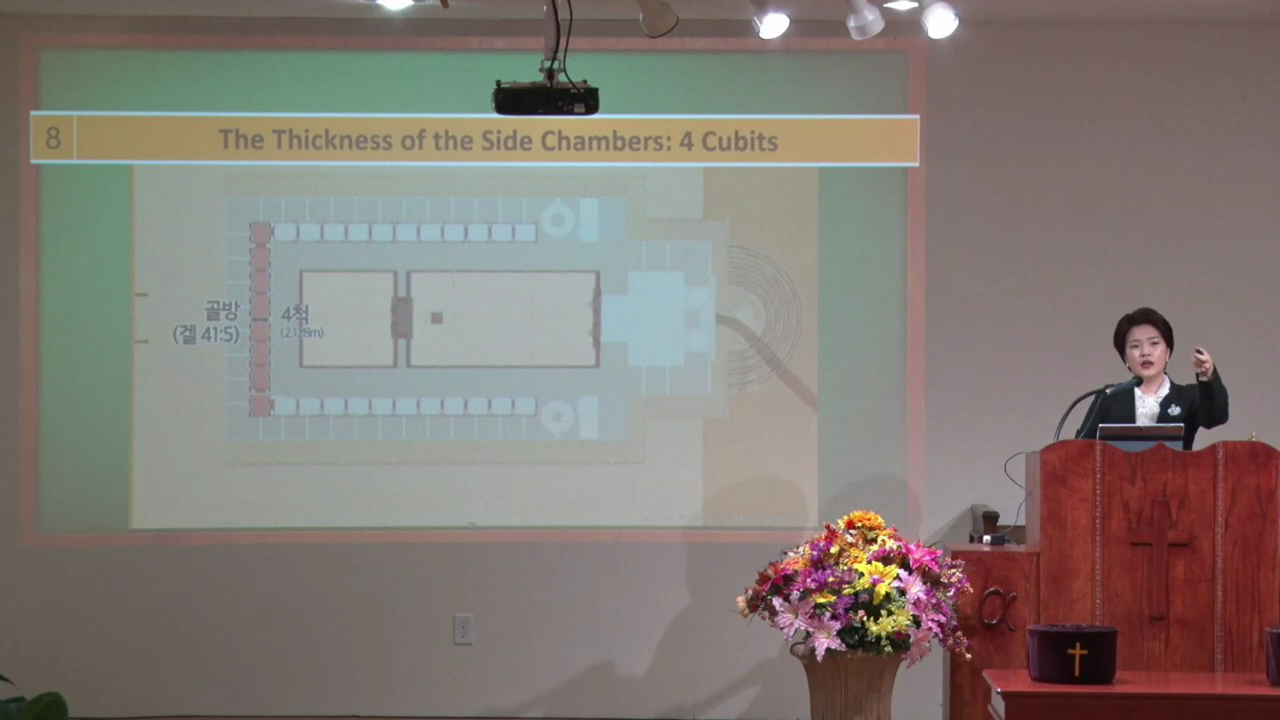 8
The Thickness of the Side Chambers: 4 Cubits
골방
(겔 41:5)
4척
α